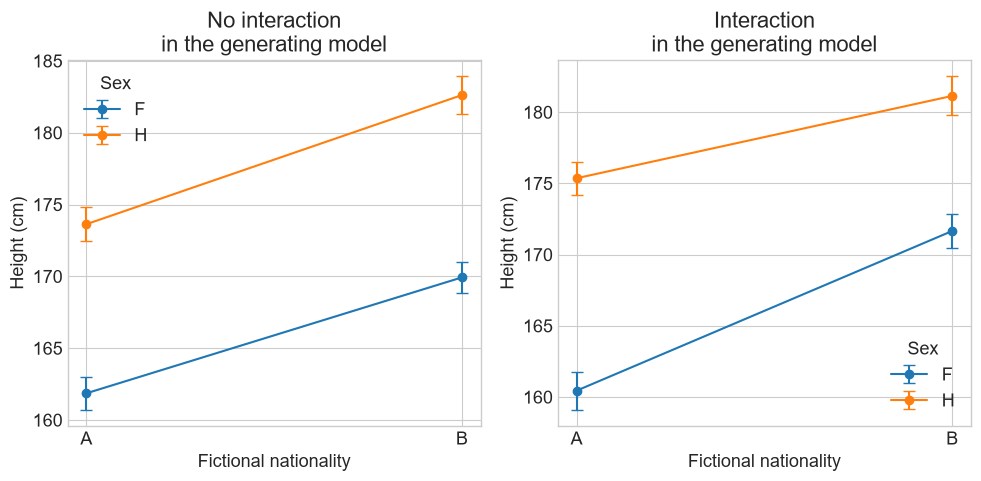 No interaction
in the generating model
Sex
F
H
Height (cm)
185
180
175
170
165
160
A
B
Fictional nationality
Interaction
in the generating model
Height (cm)
180
175
170
165
160
Sex
F
H
A
B
Fictional nationality